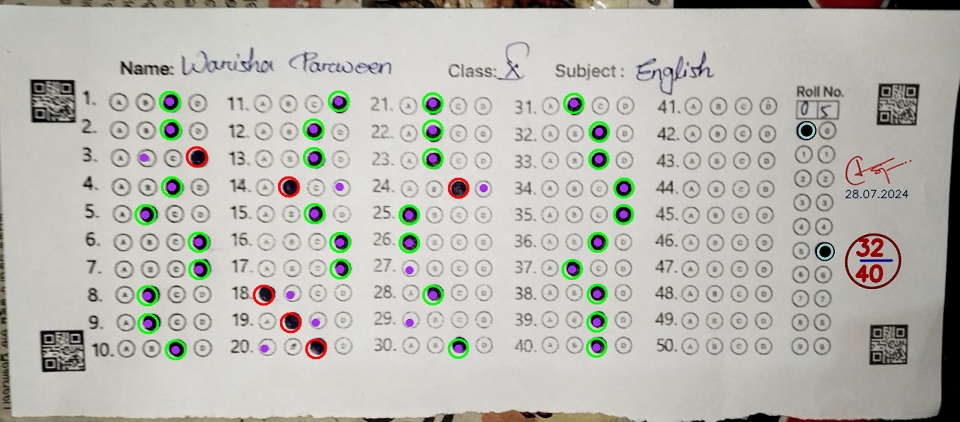 Name: Warisha Parween Class: X Subject: English
Roll No.
0 5
1. A B C D 11. A B C D 21. A B C D 31. A B C D 41. A B C D
2. A B C D 12. A B C D 22. A B C D 32. A B C D 42. A B C D
3. A B C D 13. A B C D 23. A B C D 33. A B C D 43. A B C D
4. A B C D 14. A B C D 24. A B C D 34. A B C D 44. A B C D
5. A B C D 15. A B C D 25. A B C D 35. A B C D 45. A B C D
6. A B C D 16. A B C D 26. A B C D 36. A B C D 46. A B C D
7. A B C D 17. A B C D 27. A B C D 37. A B C D 47. A B C D
8. A B C D 18. A B C D 28. A B C D 38. A B C D 48. A B C D
9. A B C D 19. A B C D 29. A B C D 39. A B C D 49. A B C D
10. A B C D 20. A B C D 30. A B C D 40. A B C D 50. A B C D
0 0
1 1
2 2
3 3
4 4
5 5
6 6
7 7
8 8
9 9
28.07.2024
32
40